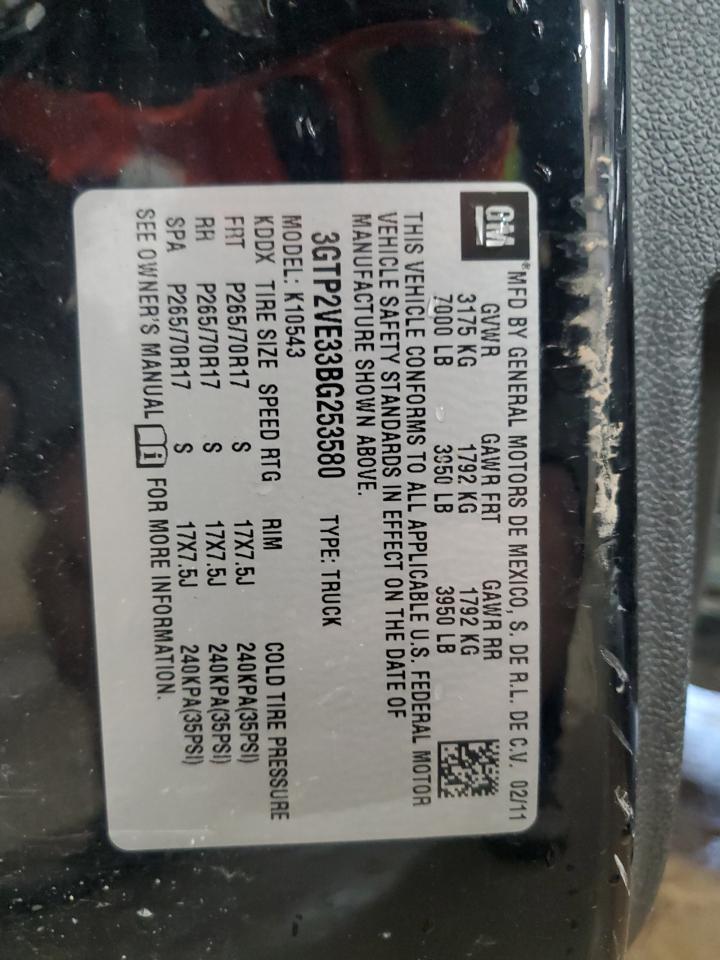 GM
® MFD BY GENERAL MOTORS DE MEXICO, S. DE R.L. DE C.V. 02/11
GVWR GAWR FRT GAWR RR
3175 KG 1792 KG 1792 KG
7000 LB 3950 LB 3950 LB
THIS VEHICLE CONFORMS TO ALL APPLICABLE U.S. FEDERAL MOTOR
VEHICLE SAFETY STANDARDS IN EFFECT ON THE DATE OF
MANUFACTURE SHOWN ABOVE.
3GTP2VE33BG253580 TYPE: TRUCK
MODEL: K10543
KDDX TIRE SIZE SPEED RTG RIM COLD TIRE PRESSURE
FRT P265/70R17 S 17X7.5J 240KPA(35PSI)
RR P265/70R17 S 17X7.5J 240KPA(35PSI)
SPA P265/70R17 S 17X7.5J 240KPA(35PSI)
SEE OWNER'S MANUAL FOR MORE INFORMATION.